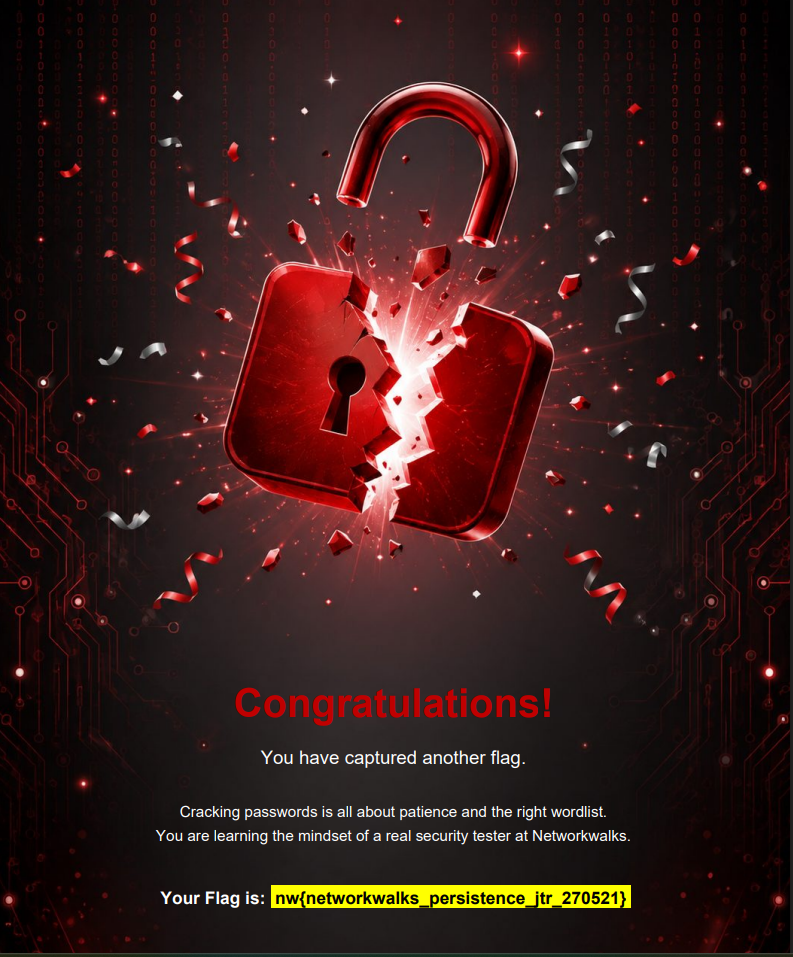 Congratulations!
You have captured another flag.
Cracking passwords is all about patience and the right wordlist.
You are learning the mindset of a real security tester at Networkwalks.
Your Flag is: nw{networkwalks_persistence_jtr_270521}